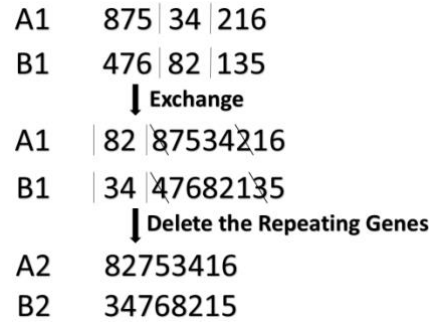 A1 875|34|216
B1 476|82|135
Exchange
A1 |82|87534216
B1 |34|47682135
Delete the Repeating Genes
A2 82753416
B2 34768215